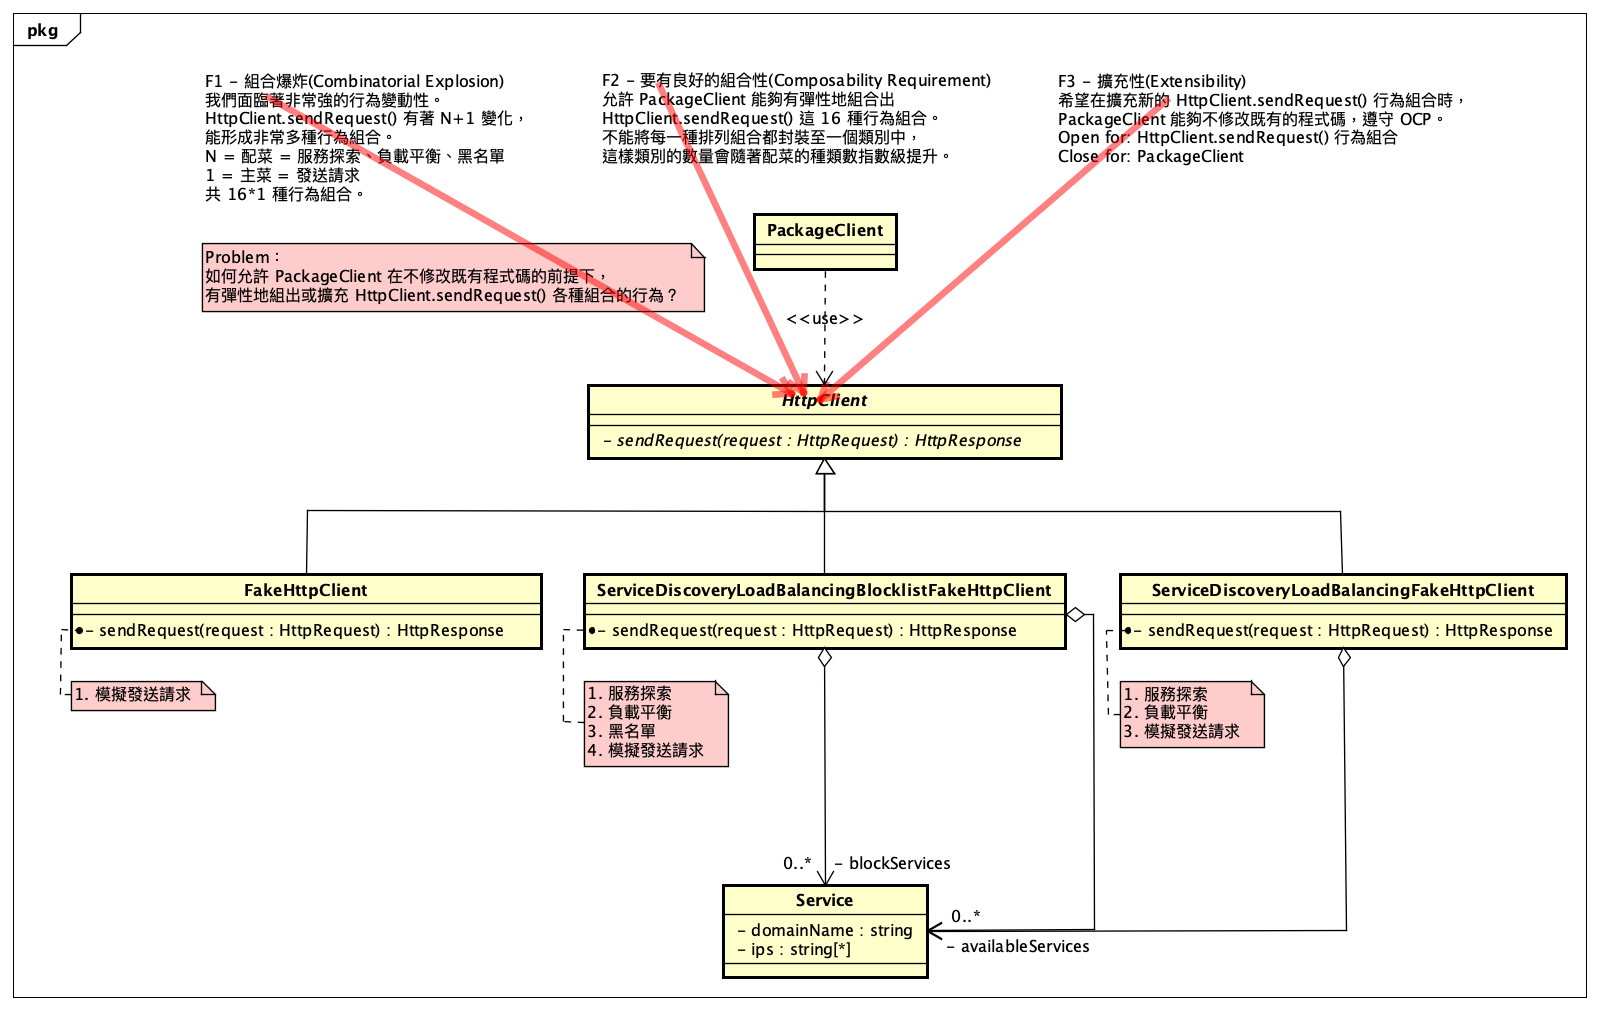 pkg
F1 – 組合爆炸(Combinatorial Explosion)
我們面臨著非常強的行為變動性。
HttpClient.sendRequest() 有著 N+1 變化，
能形成非常多種行為組合。
N = 配菜 = 服務探索、負載平衡、黑名單
1 = 主菜 = 發送請求
共 16*1 種行為組合。
F2 – 要有良好的組合性(Composability Requirement)
允許 PackageClient 能夠有彈性地組合出
HttpClient.sendRequest() 這 16 種行為組合。
不能將每一種排列組合都封裝至一個類別中，
這樣類別的數量會隨著配菜的種類數指數級提升。
F3 – 擴充性(Extensibility)
希望在擴充新的 HttpClient.sendRequest() 行為組合時，
PackageClient 能夠不修改既有的程式碼，遵守 OCP。
Open for: HttpClient.sendRequest() 行為組合
Close for: PackageClient
Problem：
如何允許 PackageClient 在不修改既有程式碼的前提下，
有彈性地組出或擴充 HttpClient.sendRequest() 各種組合的行為？
PackageClient
<<use>>
HttpClient
– sendRequest(request : HttpRequest) : HttpResponse
FakeHttpClient
– sendRequest(request : HttpRequest) : HttpResponse
1. 模擬發送請求
ServiceDiscoveryLoadBalancingBlocklistFakeHttpClient
– sendRequest(request : HttpRequest) : HttpResponse
1. 服務探索
2. 負載平衡
3. 黑名單
4. 模擬發送請求
ServiceDiscoveryLoadBalancingFakeHttpClient
– sendRequest(request : HttpRequest) : HttpResponse
1. 服務探索
2. 負載平衡
3. 模擬發送請求
0..* – blockServices
Service
– domainName : string
– ips : string[*]
0..*
– availableServices